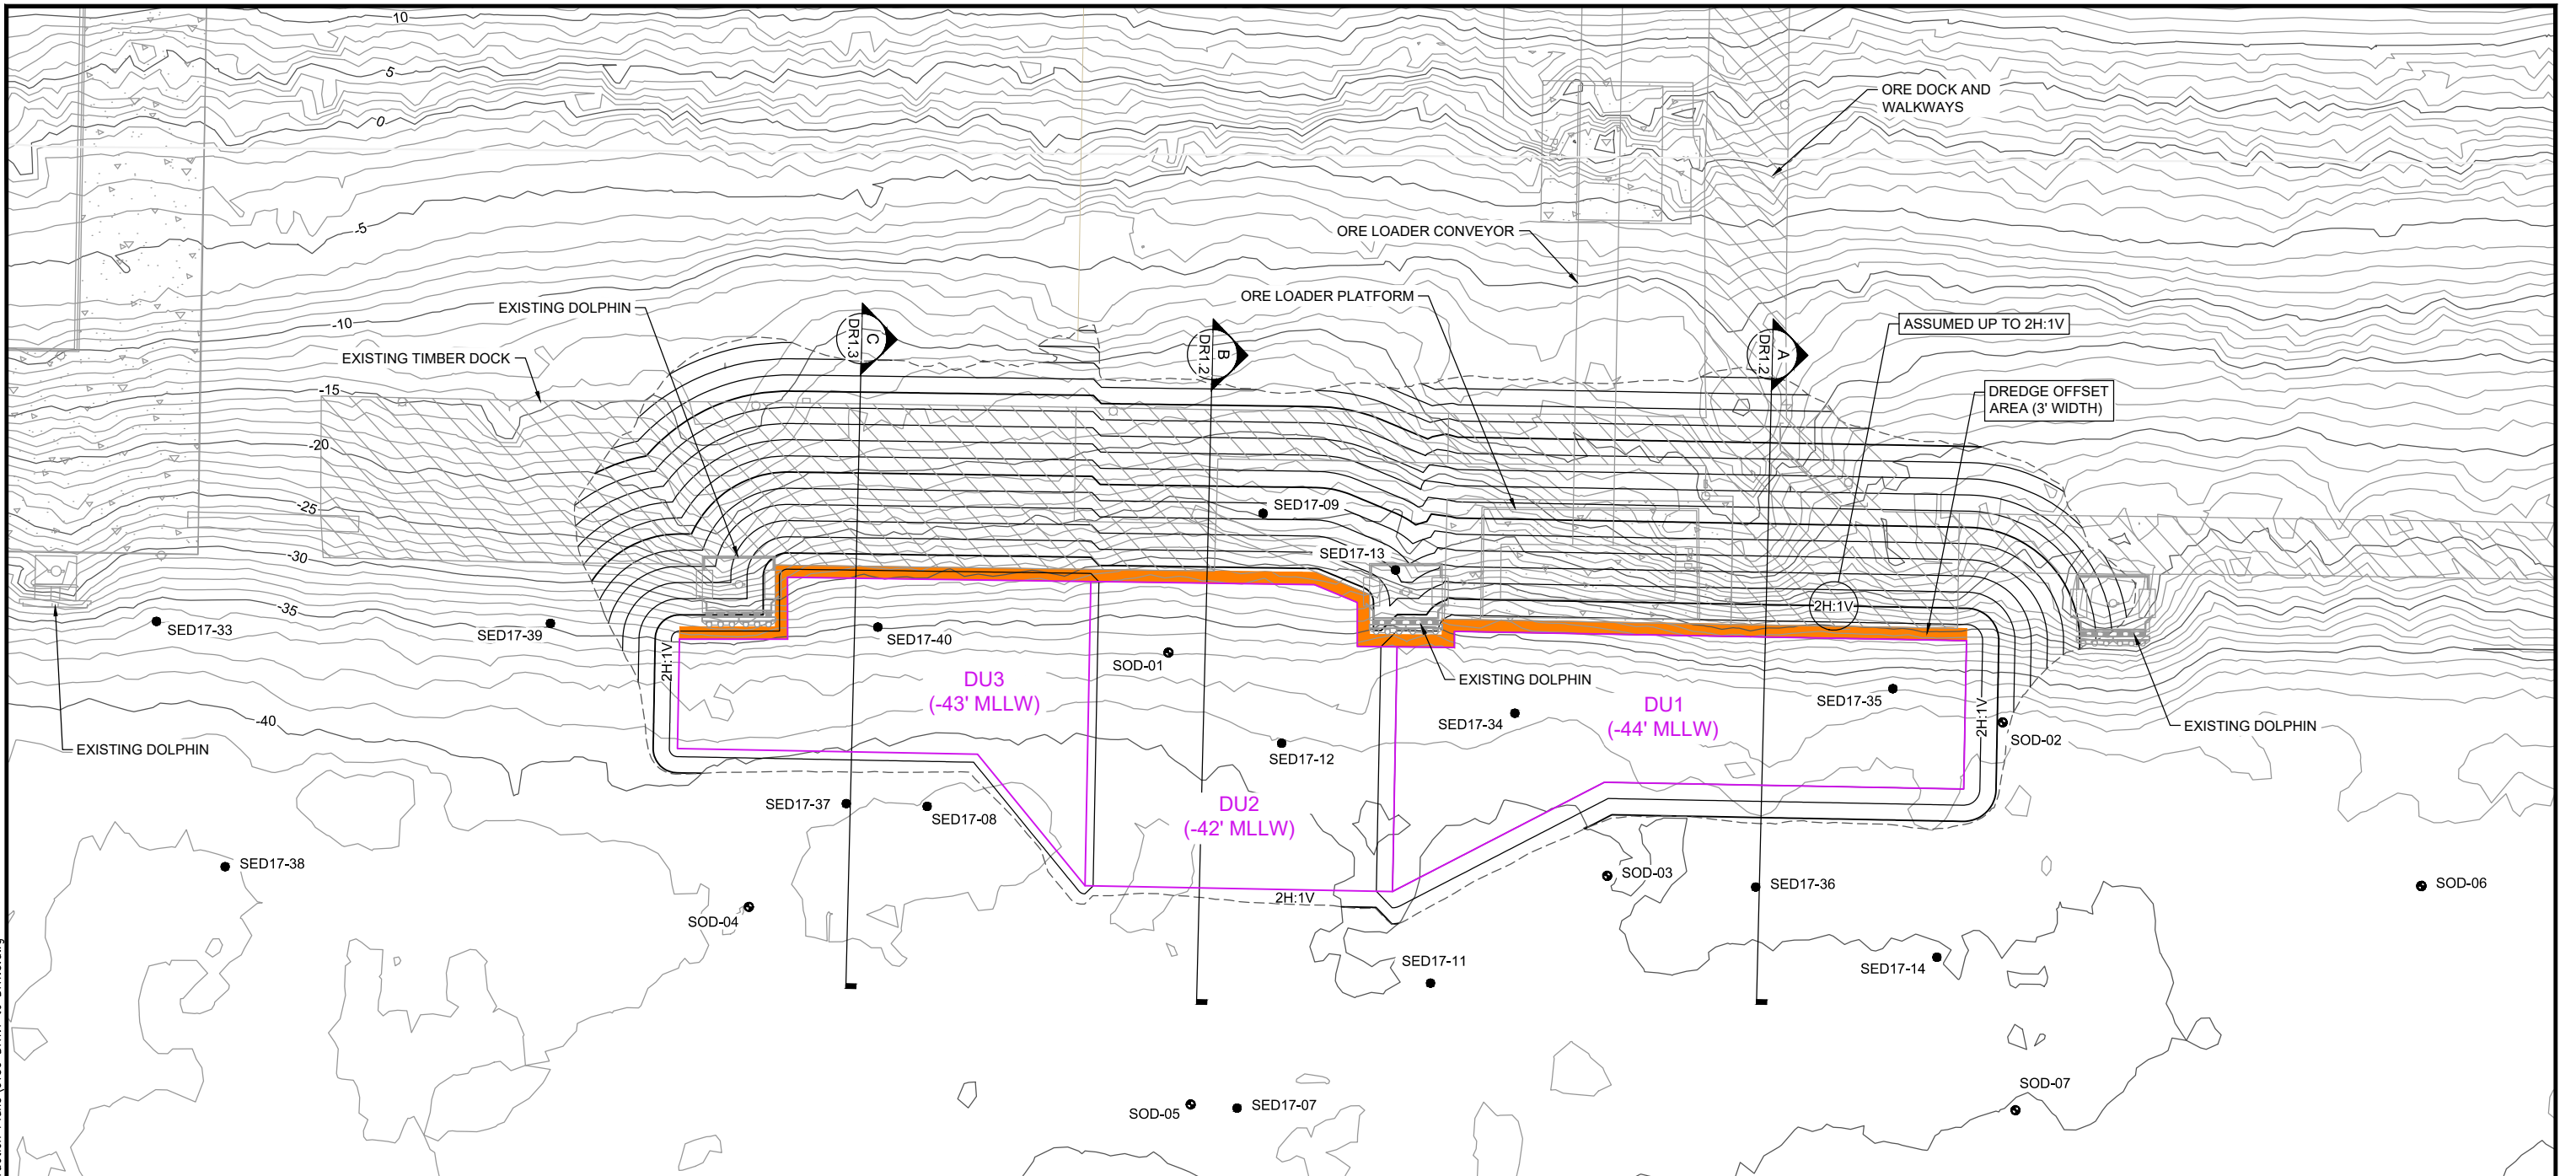 10
5
0
-5
-10
-15
-20
-25
-30
-35
-40
ORE DOCK AND
WALKWAYS
ORE LOADER CONVEYOR
ORE LOADER PLATFORM
EXISTING DOLPHIN
EXISTING TIMBER DOCK
C
DR1.3
B
DR1.2
A
DR1.2
ASSUMED UP TO 2H:1V
DREDGE OFFSET
AREA (3' WIDTH)
SED17-09
SED17-13
2H:1V
SED17-33
SED17-39
SED17-40
SOD-01
2H:1V
EXISTING DOLPHIN
DU3
(-43' MLLW)
SED17-34
DU1
(-44' MLLW)
SED17-35
2H:1V
SOD-02
EXISTING DOLPHIN
EXISTING DOLPHIN
SED17-12
SED17-37
SED17-08
DU2
(-42' MLLW)
SED17-38
SOD-04
2H:1V
SOD-03
SED17-36
SOD-06
SED17-11
SED17-14
SOD-05
SED17-07
SOD-07